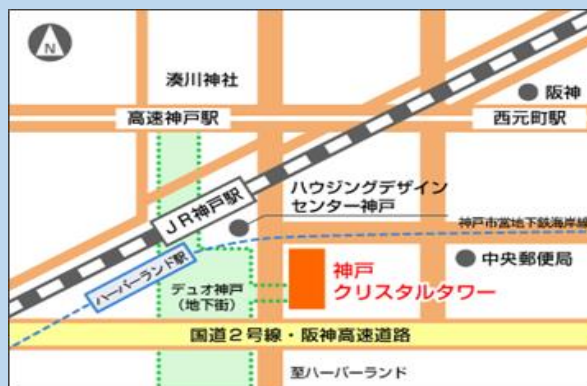 N
湊川神社
阪神
高速神戸駅
西元町駅
JR神戸駅
ハウジングデザイン
センター神戸
神戸市営地下鉄海岸線
ハーバーランド駅
中央郵便局
デュオ神戸
(地下街)
神戸
クリスタルタワー
国道2号線・阪神高速道路
至ハーバーランド